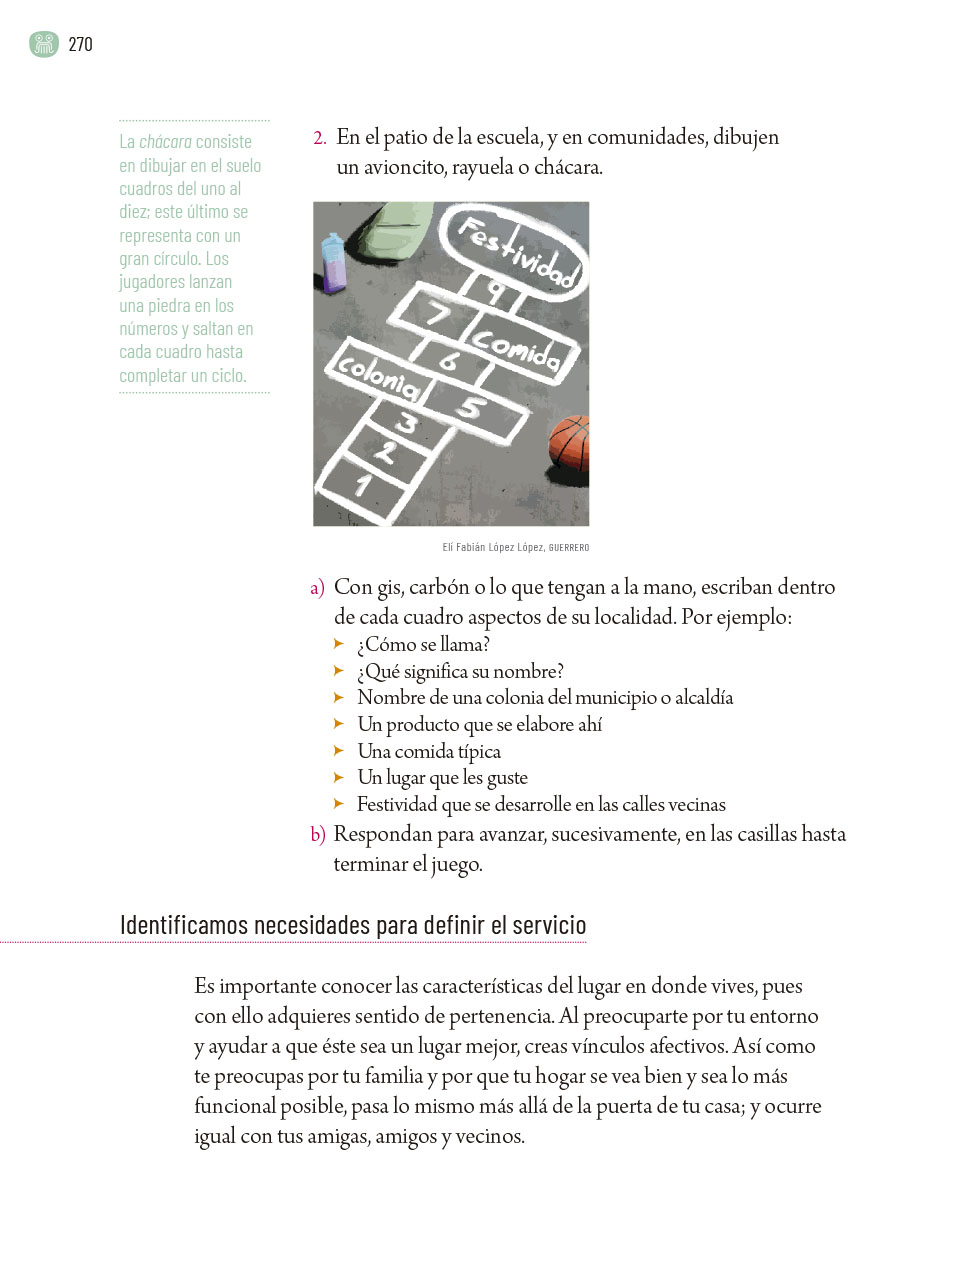 270
La chácara consiste
en dibujar en el suelo
cuadros del uno al
diez; este último se
representa con un
gran círculo. Los
jugadores lanzan
una piedra en los
números y saltan en
cada cuadro hasta
completar un ciclo.
2. En el patio de la escuela, y en comunidades, dibujen
un avioncito, rayuela o chácara.
Festividad
9
7 Comida
6
Colonia 5
3
2
1
Elí Fabián López López, GUERRERO
a) Con gis, carbón o lo que tengan a la mano, escriban dentro
de cada cuadro aspectos de su localidad. Por ejemplo:
➤ ¿Cómo se llama?
➤ ¿Qué significa su nombre?
➤ Nombre de una colonia del municipio o alcaldía
➤ Un producto que se elabore ahí
➤ Una comida típica
➤ Un lugar que les guste
➤ Festividad que se desarrolle en las calles vecinas
b) Respondan para avanzar, sucesivamente, en las casillas hasta
terminar el juego.
Identificamos necesidades para definir el servicio
Es importante conocer las características del lugar en donde vives, pues
con ello adquieres sentido de pertenencia. Al preocuparte por tu entorno
y ayudar a que éste sea un lugar mejor, creas vínculos afectivos. Así como
te preocupas por tu familia y por que tu hogar se vea bien y sea lo más
funcional posible, pasa lo mismo más allá de la puerta de tu casa; y ocurre
igual con tus amigas, amigos y vecinos.